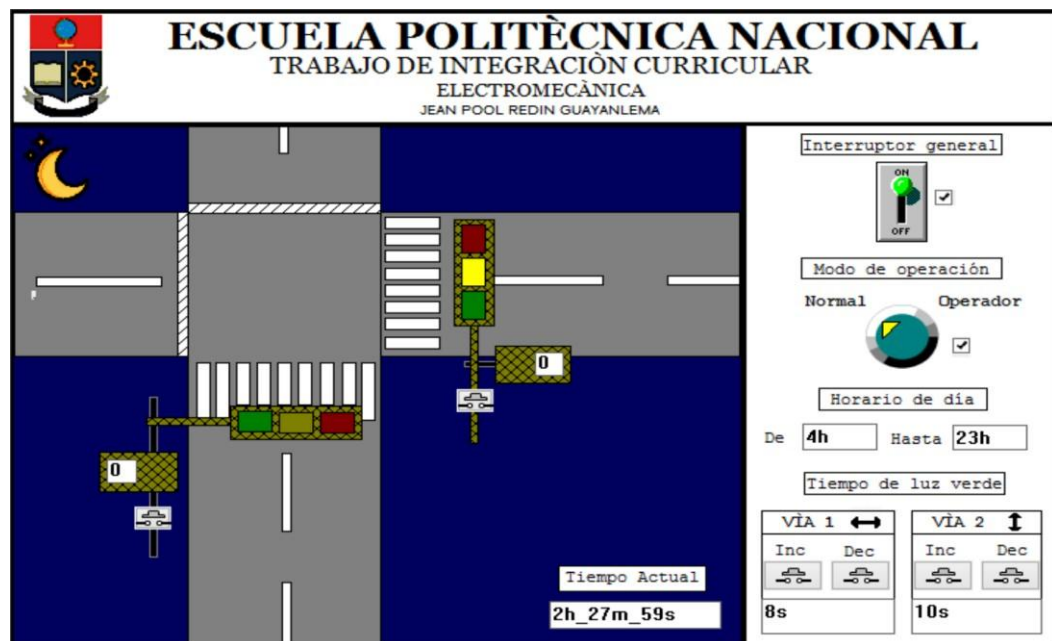 ESCUELA POLITÈCNICA NACIONAL
TRABAJO DE INTEGRACIÒN CURRICULAR
ELECTROMECÀNICA
JEAN POOL REDIN GUAYANLEMA
Interruptor general
ON
OFF
Modo de operación
Normal Operador
0
Horario de día
De 4h Hasta 23h
0
Tiempo de luz verde
VÌA 1 VÌA 2
Inc Dec Inc Dec
Tiempo Actual
2h_27m_59s
8s 10s